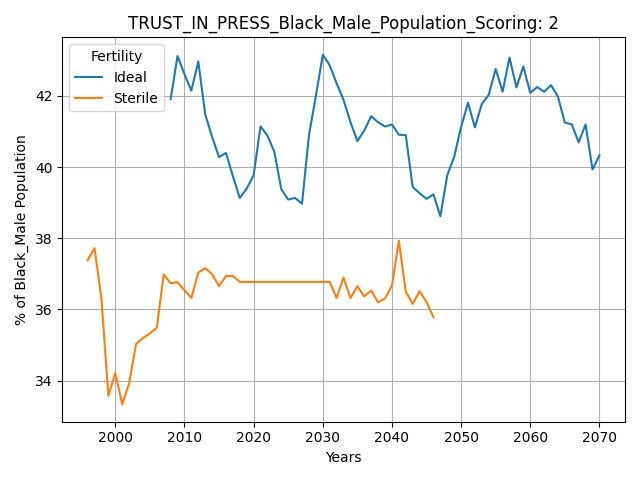 TRUST_IN_PRESS_Black_Male_Population_Scoring: 2
Fertility
Ideal
Sterile
% of Black_Male Population
42
40
38
36
34
2000 2010 2020 2030 2040 2050 2060 2070
Years